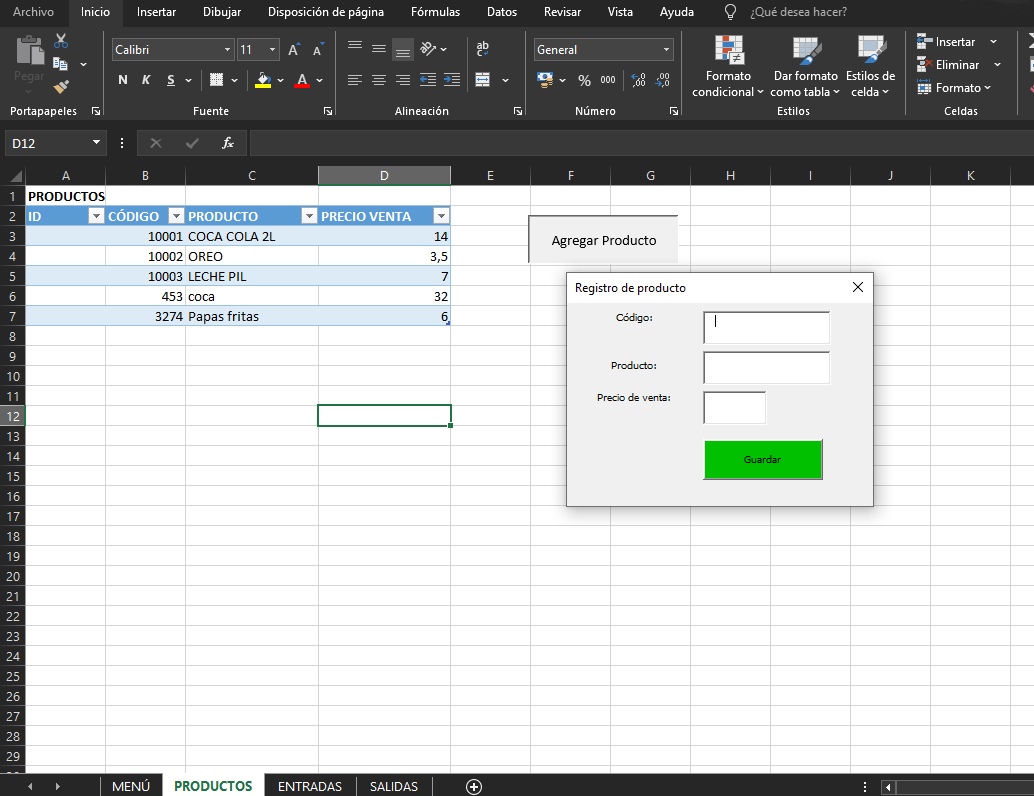 Archivo Inicio Insertar Dibujar Disposición de página Fórmulas Datos Revisar Vista Ayuda ¿Qué desea hacer?
Pegar
Calibri 11
N K S
General
ab
% 000
Formato condicional
Dar formato como tabla
Estilos de celda
Insertar
Eliminar
Formato
Portapapeles Fuente Alineación Número Estilos Celdas
D12 fx
A B C D E F G H I J K
1 PRODUCTOS
2 ID CÓDIGO PRODUCTO PRECIO VENTA
3 10001 COCA COLA 2L 14
4 10002 OREO 3,5
5 10003 LECHE PIL 7
6 453 coca 32
7 3274 Papas fritas 6
8
9
10
11
12
13
14
15
16
17
18
19
20
21
22
23
24
25
26
27
28
29
Agregar Producto
Registro de producto
Código:
Producto:
Precio de venta:
Guardar
MENÚ PRODUCTOS ENTRADAS SALIDAS